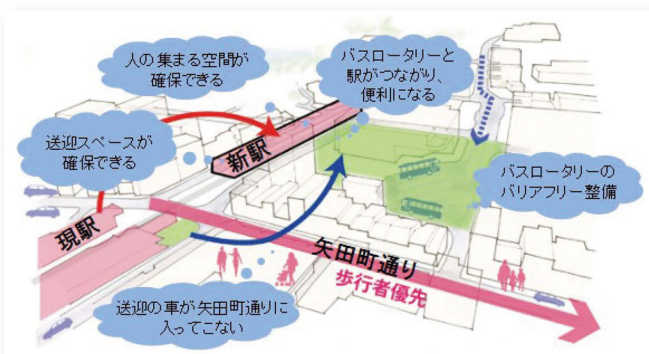 人の集まる空間が
確保できる
バスロータリーと
駅がつながり、
便利になる
送迎スペースが
確保できる
新駅
バスロータリーの
バリアフリー整備
現駅
矢田町通り
歩行者優先
送迎の車が矢田町通りに
入ってこない